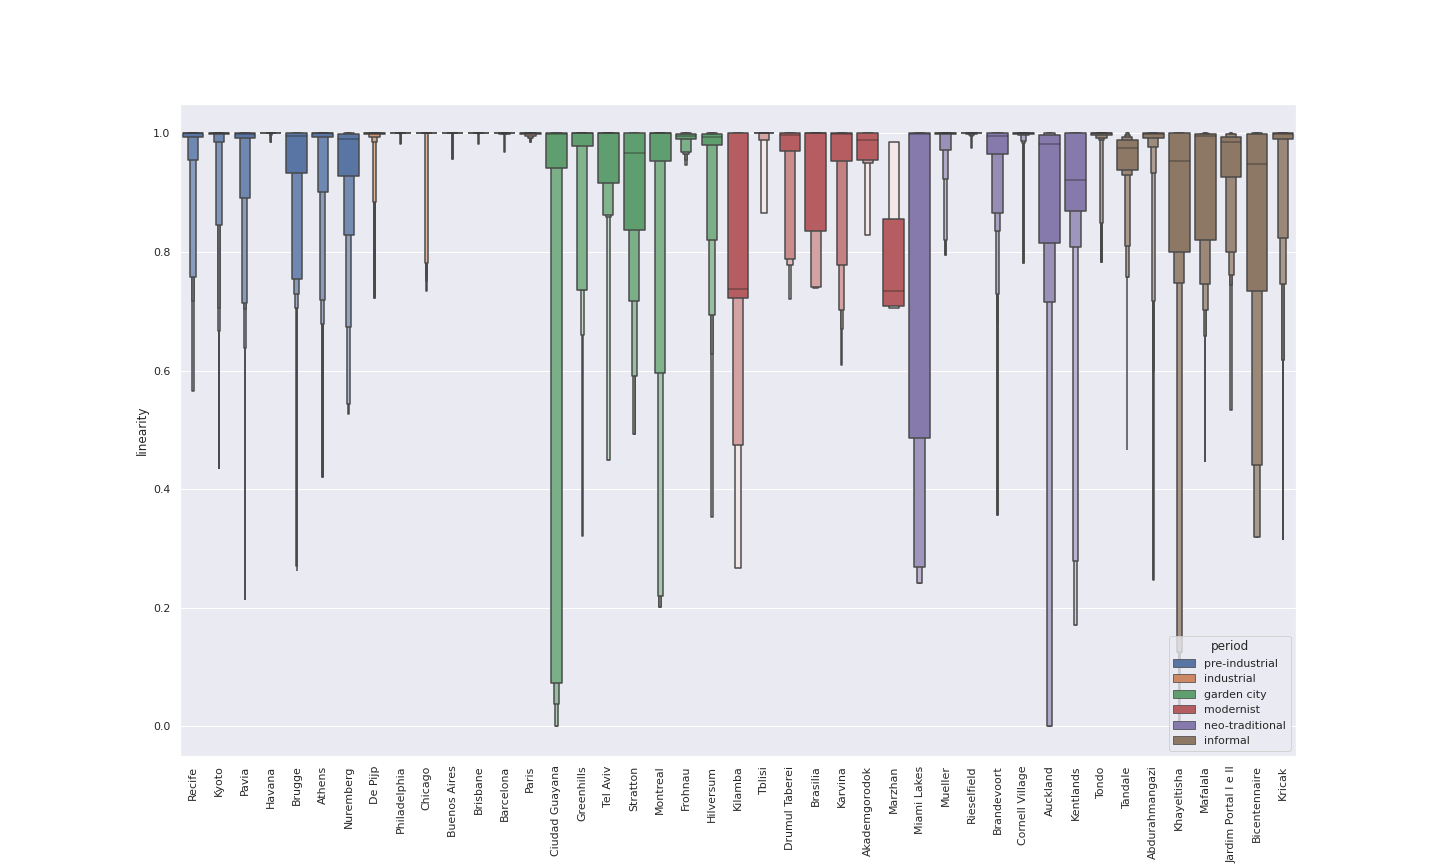 1.0
0.8
0.6
0.4
0.2
0.0
linearity
period
pre-industrial
industrial
garden city
modernist
neo-traditional
informal
Recife
Kyoto
Pavia
Havana
Brugge
Athens
Nuremberg
De Pijp
Philadelphia
Chicago
Buenos Aires
Brisbane
Barcelona
Paris
Ciudad Guayana
Greenhills
Tel Aviv
Stratton
Montreal
Frohnau
Hilversum
Kilamba
Tblisi
Drumul Taberei
Brasilia
Karvina
Akademgorodok
Marzhan
Miami Lakes
Mueller
Rieselfield
Brandevoort
Cornell Village
Auckland
Kentlands
Tondo
Tandale
Abdurahmangazi
Khayeltisha
Mafalala
Jardim Portal I e II
Bicentennaire
Kricak